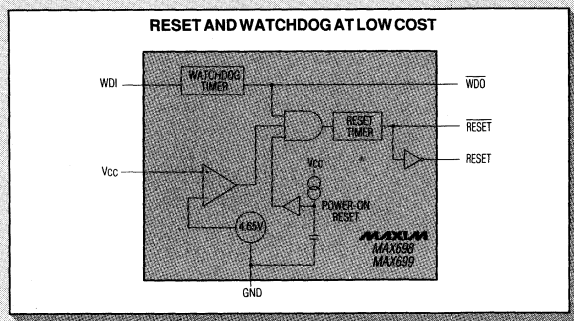 RESET AND WATCHDOG AT LOW COST
WDI
WATCHDOG
TIMER
WDO
RESET
TIMER
RESET
RESET
VCC
VCC
POWER-ON
RESET
4.65V
MAXIM
MAX698
MAX699
GND